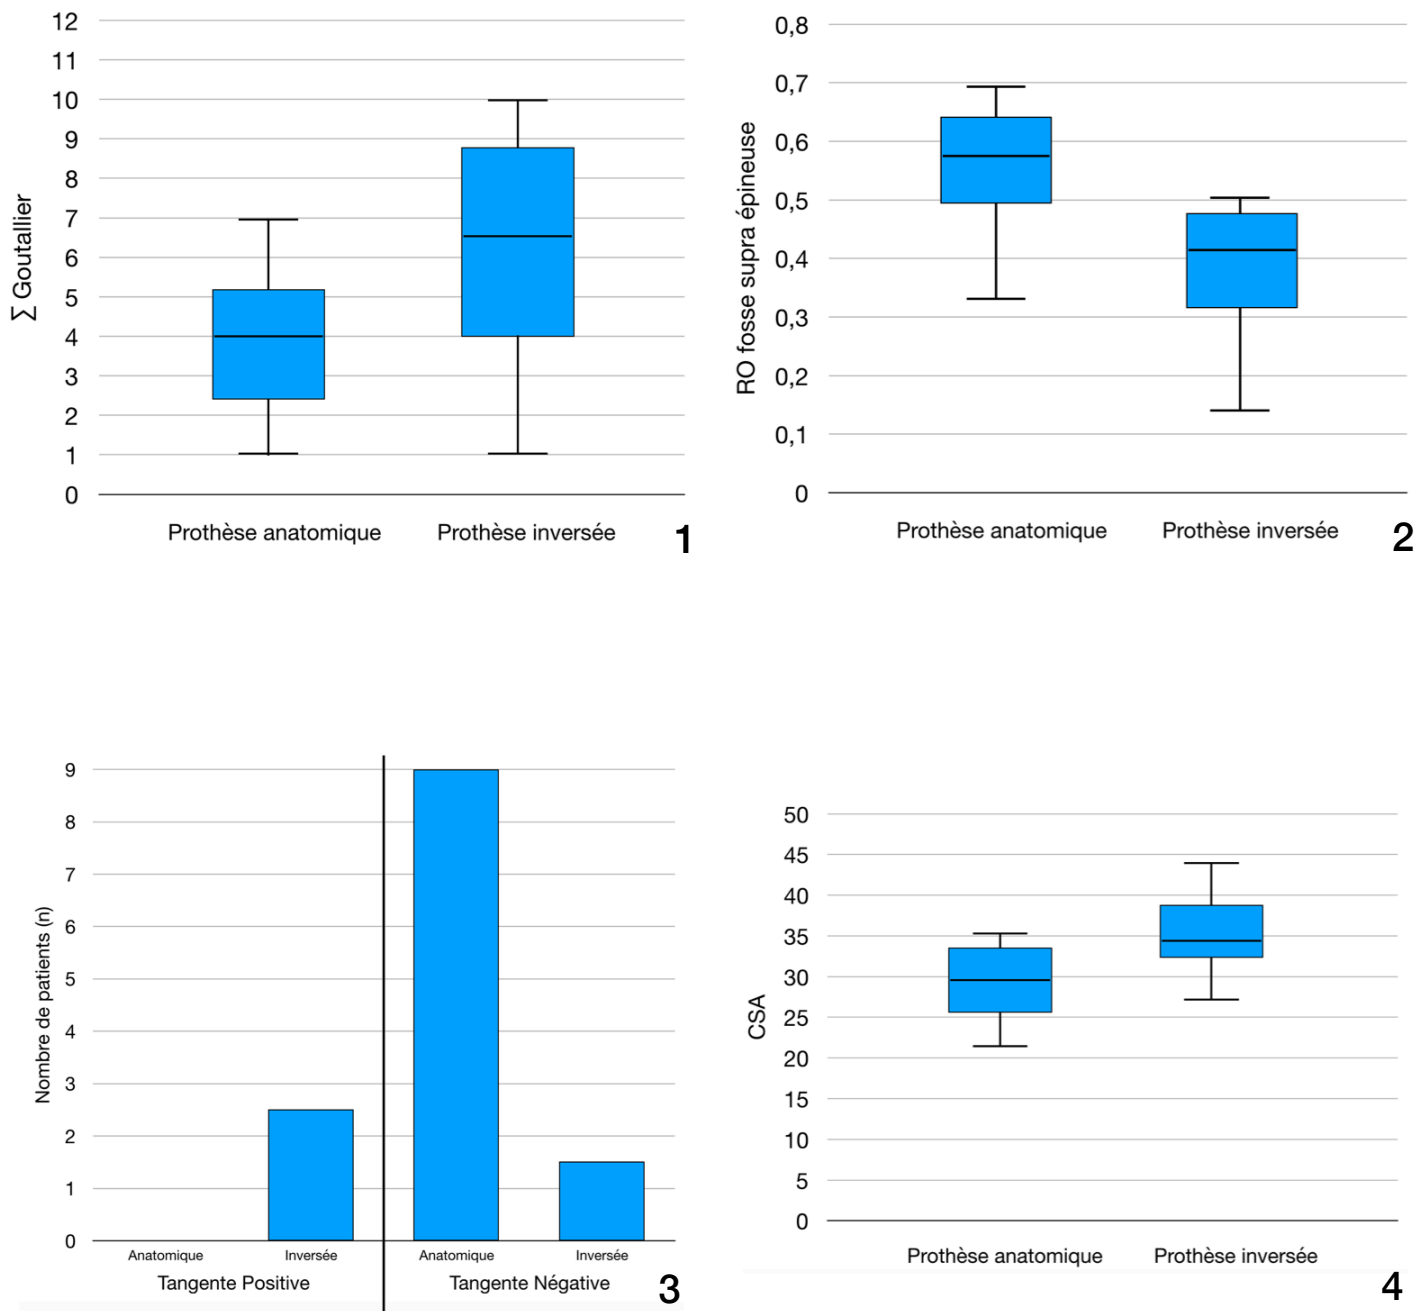 12
11
10
9
8
7
6
5
4
3
2
1
0
∑ Goutallier
Prothèse anatomique
Prothèse inversée
1
0,8
0,7
0,6
0,5
0,4
0,3
0,2
0,1
0
RO fosse supra épineuse
Prothèse anatomique
Prothèse inversée
2
9
8
7
6
5
4
3
2
1
0
Nombre de patients (n)
Anatomique
Inversée
Anatomique
Inversée
Tangente Positive
Tangente Négative
3
50
45
40
35
30
25
20
15
10
5
0
CSA
Prothèse anatomique
Prothèse inversée
4